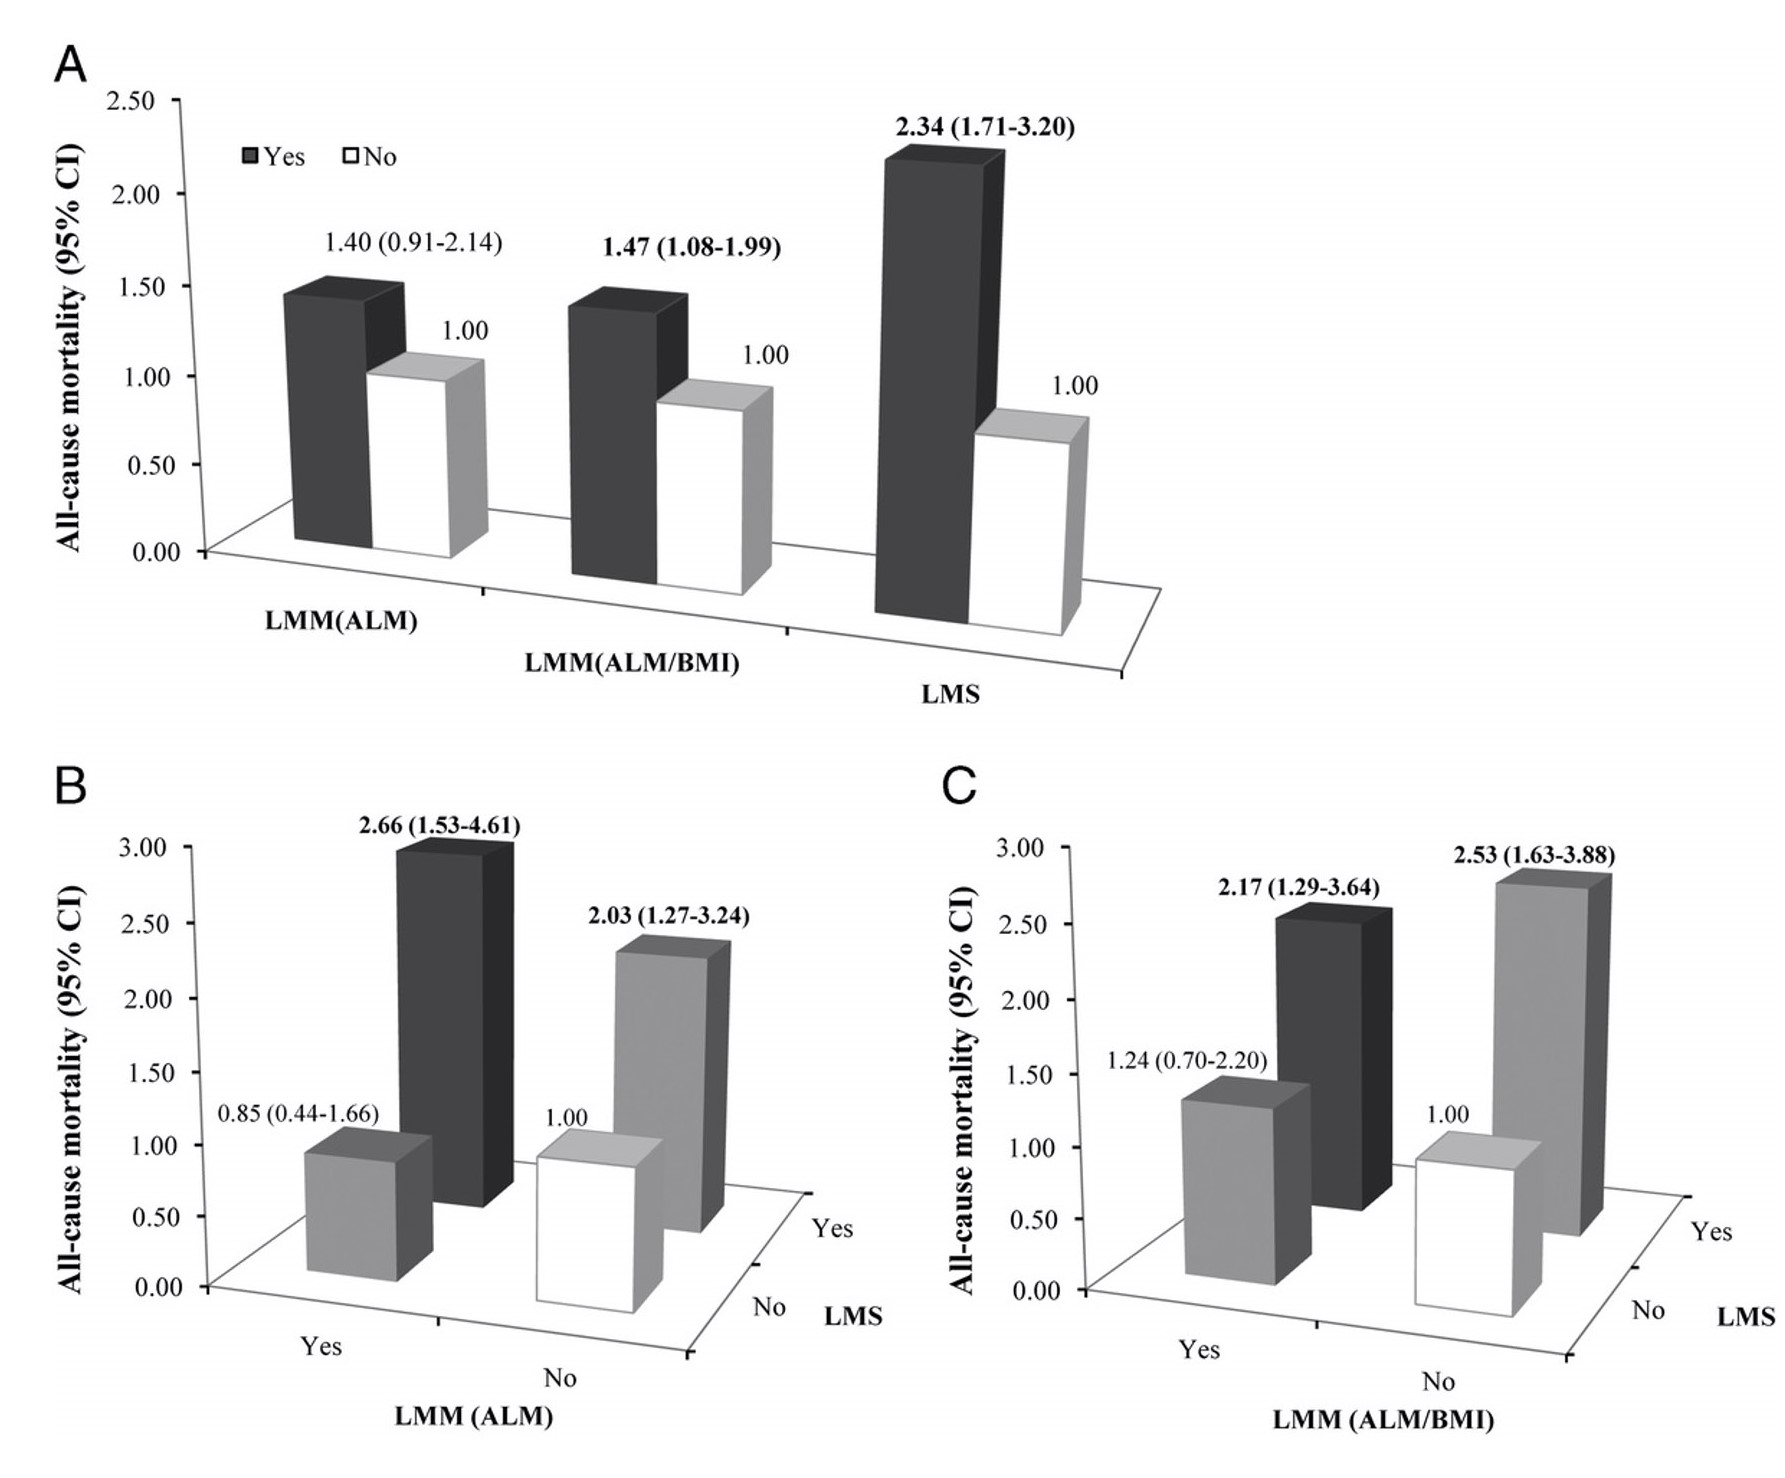 A
All-cause mortality (95% CI)
2.50
2.00
1.50
1.00
0.50
0.00
Yes No
1.40 (0.91-2.14)
1.00
1.47 (1.08-1.99)
1.00
2.34 (1.71-3.20)
1.00
LMM(ALM)
LMM(ALM/BMI)
LMS
B
All-cause mortality (95% CI)
3.00
2.50
2.00
1.50
1.00
0.50
0.00
2.66 (1.53-4.61)
2.03 (1.27-3.24)
0.85 (0.44-1.66)
1.00
Yes
No
LMS
Yes
No
LMM (ALM)
C
All-cause mortality (95% CI)
3.00
2.50
2.00
1.50
1.00
0.50
0.00
2.53 (1.63-3.88)
2.17 (1.29-3.64)
1.24 (0.70-2.20)
1.00
Yes
No
LMS
Yes
No
LMM (ALM/BMI)